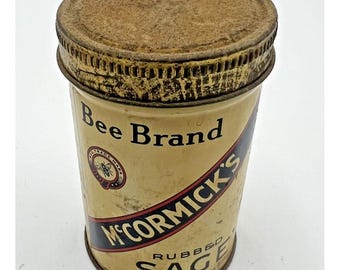 Bee Brand
McCORMICK'S
RUBBED
SAGE